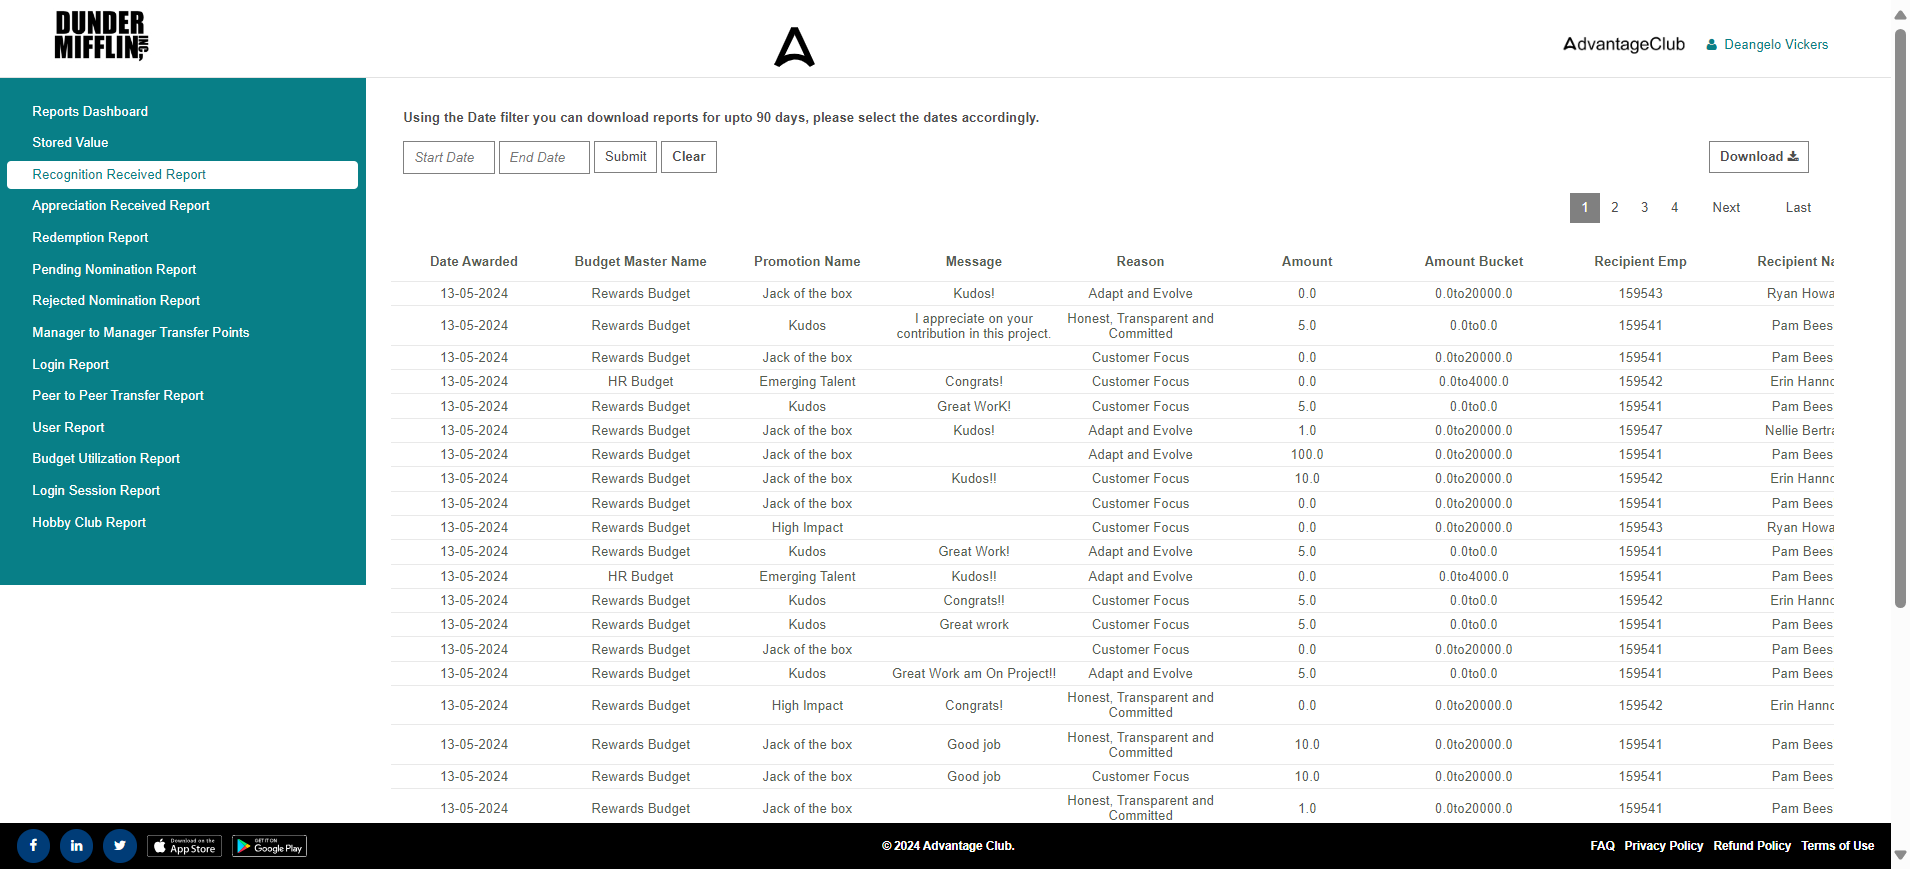 DUNDER
MIFFLIN, INC
AdvantageClub
Deangelo Vickers
Reports Dashboard
Stored Value
Recognition Received Report
Appreciation Received Report
Redemption Report
Pending Nomination Report
Rejected Nomination Report
Manager to Manager Transfer Points
Login Report
Peer to Peer Transfer Report
User Report
Budget Utilization Report
Login Session Report
Hobby Club Report
Using the Date filter you can download reports for upto 90 days, please select the dates accordingly.
Start Date End Date Submit Clear Download
1 2 3 4 Next Last
Date Awarded Budget Master Name Promotion Name Message Reason Amount Amount Bucket Recipient Emp Recipient Na
13-05-2024 Rewards Budget Jack of the box Kudos! Adapt and Evolve 0.0 0.0to20000.0 159543 Ryan Howa
13-05-2024 Rewards Budget Kudos I appreciate on your contribution in this project. Honest, Transparent and Committed 5.0 0.0to0.0 159541 Pam Bees
13-05-2024 Rewards Budget Jack of the box Customer Focus 0.0 0.0to20000.0 159541 Pam Bees
13-05-2024 HR Budget Emerging Talent Congrats! Customer Focus 0.0 0.0to4000.0 159542 Erin Hanno
13-05-2024 Rewards Budget Kudos Great WorK! Customer Focus 5.0 0.0to0.0 159541 Pam Bees
13-05-2024 Rewards Budget Jack of the box Kudos! Adapt and Evolve 1.0 0.0to20000.0 159547 Nellie Bertra
13-05-2024 Rewards Budget Jack of the box Adapt and Evolve 100.0 0.0to20000.0 159541 Pam Bees
13-05-2024 Rewards Budget Jack of the box Kudos!! Customer Focus 10.0 0.0to20000.0 159542 Erin Hanno
13-05-2024 Rewards Budget Jack of the box Customer Focus 0.0 0.0to20000.0 159541 Pam Bees
13-05-2024 Rewards Budget High Impact Customer Focus 0.0 0.0to20000.0 159543 Ryan Howa
13-05-2024 Rewards Budget Kudos Great Work! Adapt and Evolve 5.0 0.0to0.0 159541 Pam Bees
13-05-2024 HR Budget Emerging Talent Kudos!! Adapt and Evolve 0.0 0.0to4000.0 159541 Pam Bees
13-05-2024 Rewards Budget Kudos Congrats!! Customer Focus 5.0 0.0to0.0 159542 Erin Hanno
13-05-2024 Rewards Budget Kudos Great wrork Customer Focus 5.0 0.0to0.0 159541 Pam Bees
13-05-2024 Rewards Budget Jack of the box Customer Focus 0.0 0.0to20000.0 159541 Pam Bees
13-05-2024 Rewards Budget Kudos Great Work am On Project!! Adapt and Evolve 5.0 0.0to0.0 159541 Pam Bees
13-05-2024 Rewards Budget High Impact Congrats! Honest, Transparent and Committed 0.0 0.0to20000.0 159542 Erin Hanno
13-05-2024 Rewards Budget Jack of the box Good job Honest, Transparent and Committed 10.0 0.0to20000.0 159541 Pam Bees
13-05-2024 Rewards Budget Jack of the box Good job Customer Focus 10.0 0.0to20000.0 159541 Pam Bees
13-05-2024 Rewards Budget Jack of the box Honest, Transparent and Committed 1.0 0.0to20000.0 159541 Pam Bees
Download on the App Store
GET IT ON Google Play
© 2024 Advantage Club.
FAQ Privacy Policy Refund Policy Terms of Use